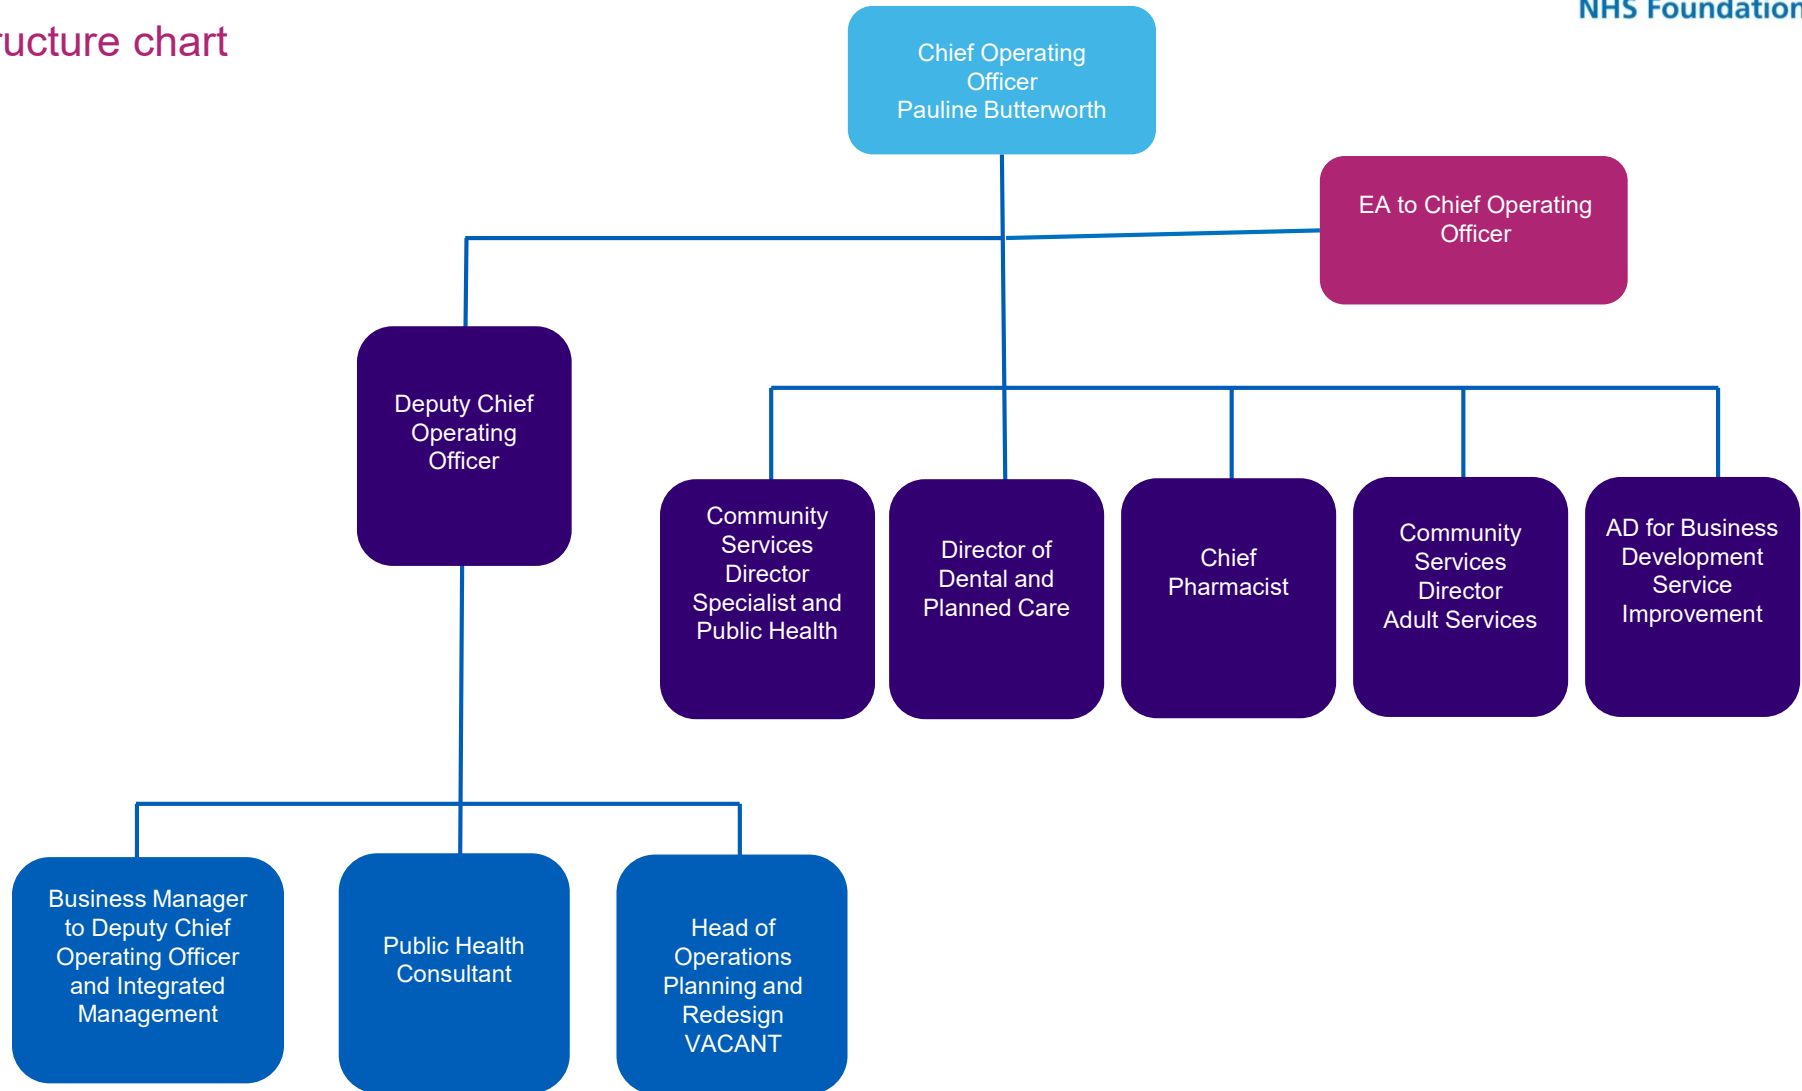 NHS Foundation
ructure chart
Chief Operating
Officer
Pauline Butterworth
EA to Chief Operating
Officer
Deputy Chief
Operating
Officer
Community
Services
Director
Specialist and
Public Health
Director of
Dental and
Planned Care
Chief
Pharmacist
Community
Services
Director
Adult Services
AD for Business
Development
Service
Improvement
Business Manager
to Deputy Chief
Operating Officer
and Integrated
Management
Public Health
Consultant
Head of
Operations
Planning and
Redesign
VACANT